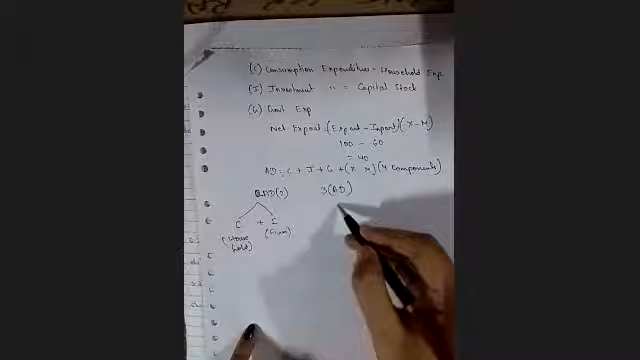 (C) Consumption Expenditure = Household Exp
(I) Investment " = Capital Stock
(G) Govt Exp
Net Export = (Export - Import) (X - M)
100 - 60
= 40
AD = C + I + G + (X M) (4 Components)
AD (2) 3 (AD)
C + I
(House hold) (Firm)